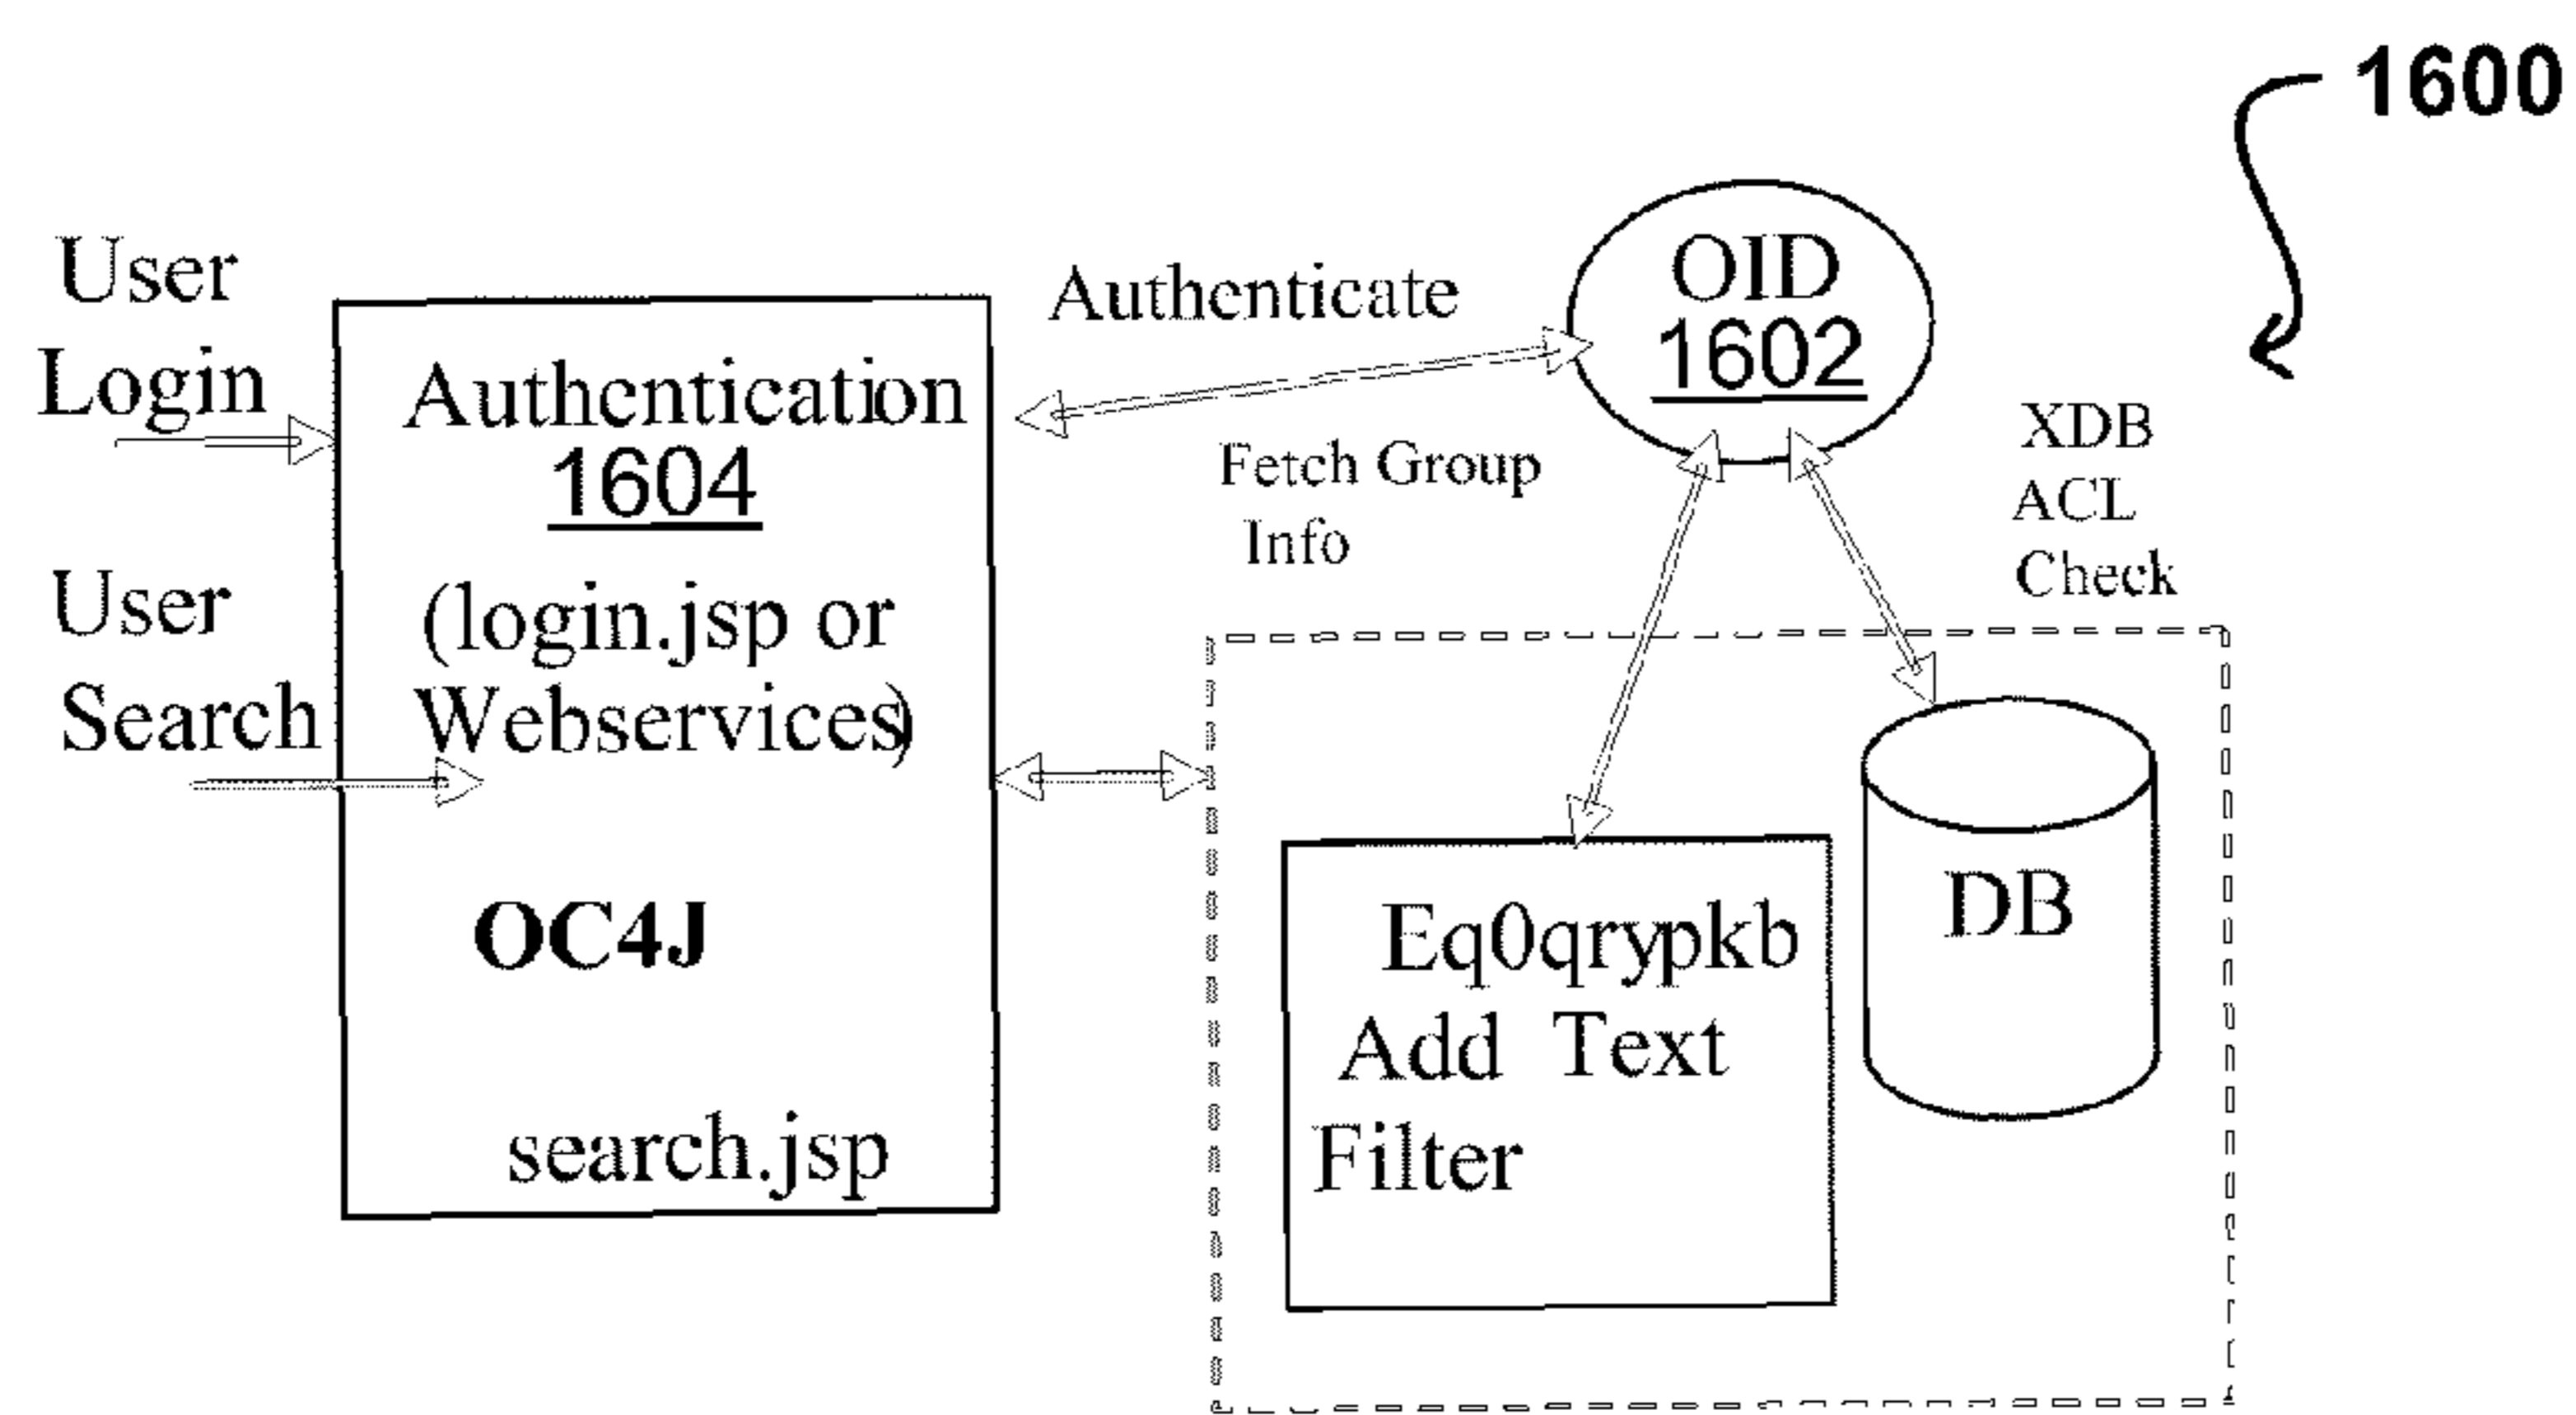 1600
User
Login
User
Search
Authentication
1604
(login.jsp or
Webservices)
OC4J
search.jsp
Authenticate
OID
1602
Fetch Group
Info
XDB
ACL
Check
Eq0qrypkb
Add Text
Filter
DB